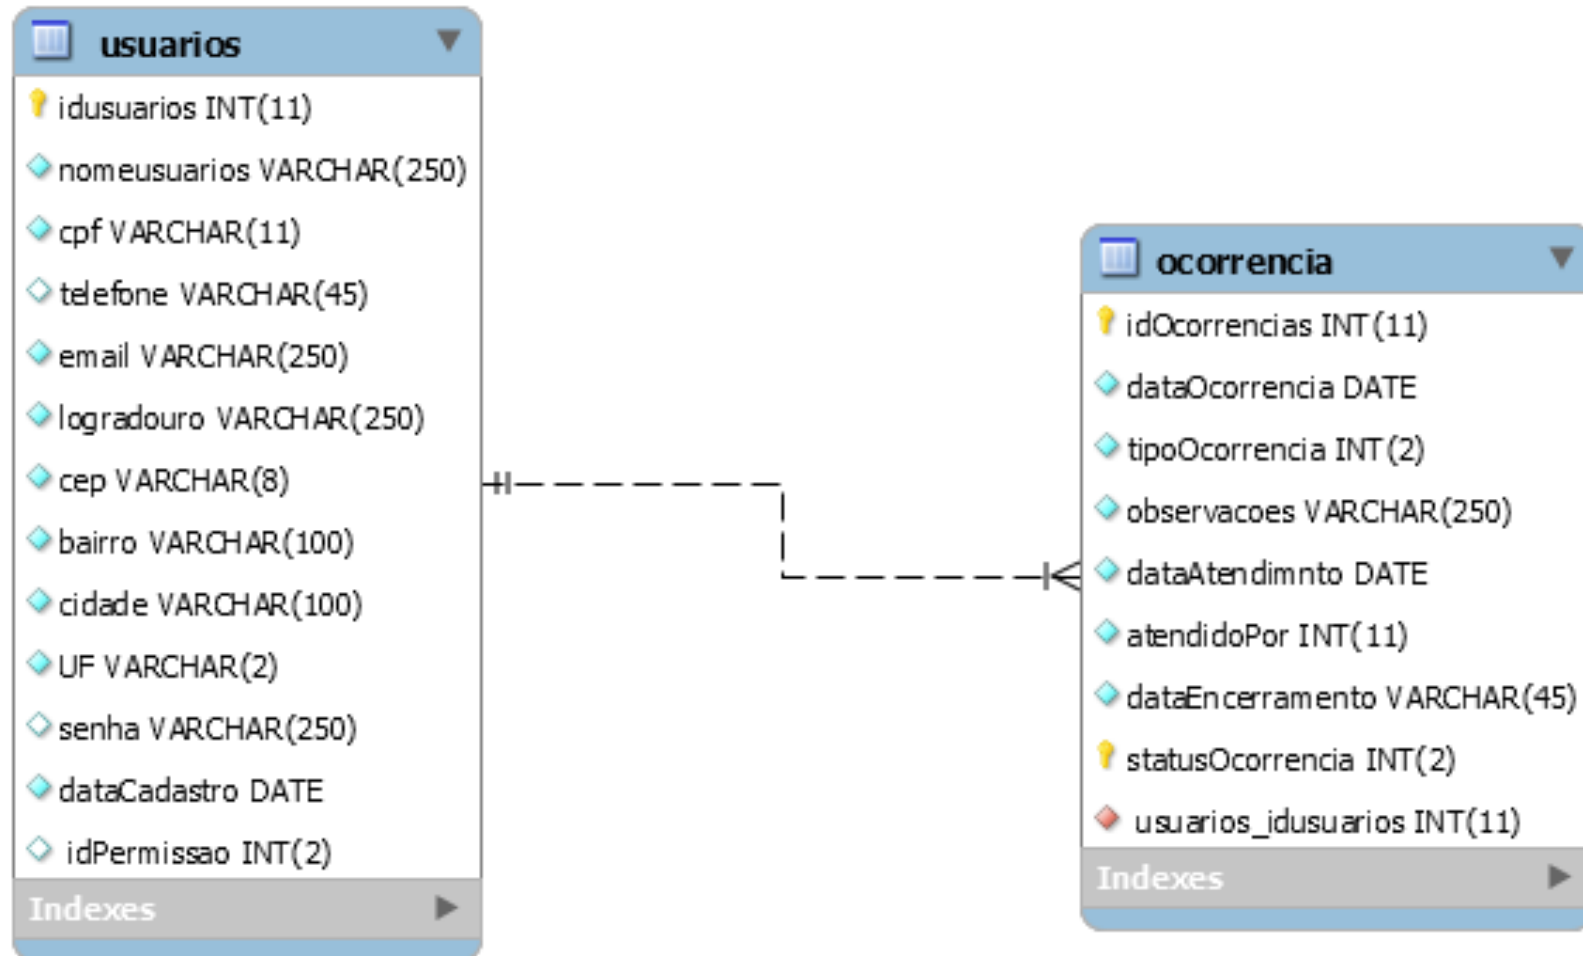 usuarios
idusuarios INT(11)
nomeusuarios VARCHAR(250)
cpf VARCHAR(11)
telefone VARCHAR(45)
email VARCHAR(250)
logradouro VARCHAR(250)
cep VARCHAR(8)
bairro VARCHAR(100)
cidade VARCHAR(100)
UF VARCHAR(2)
senha VARCHAR(250)
dataCadastro DATE
idPermissao INT(2)
Indexes
ocorrencia
idOcorrencias INT(11)
dataOcorrencia DATE
tipoOcorrencia INT(2)
observacoes VARCHAR(250)
dataAtendimnto DATE
atendidoPor INT(11)
dataEncerramento VARCHAR(45)
statusOcorrencia INT(2)
usuarios_idusuarios INT(11)
Indexes